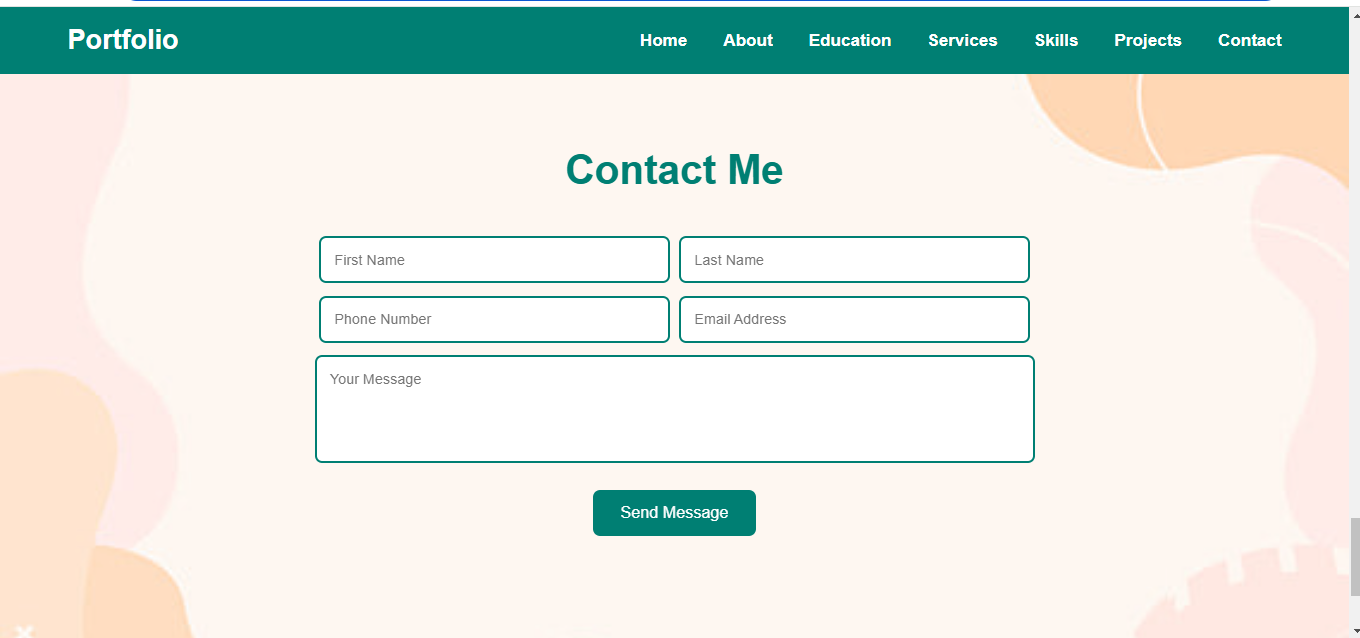 Portfolio Home About Education Services Skills Projects Contact
Contact Me
First Name Last Name
Phone Number Email Address
Your Message
Send Message